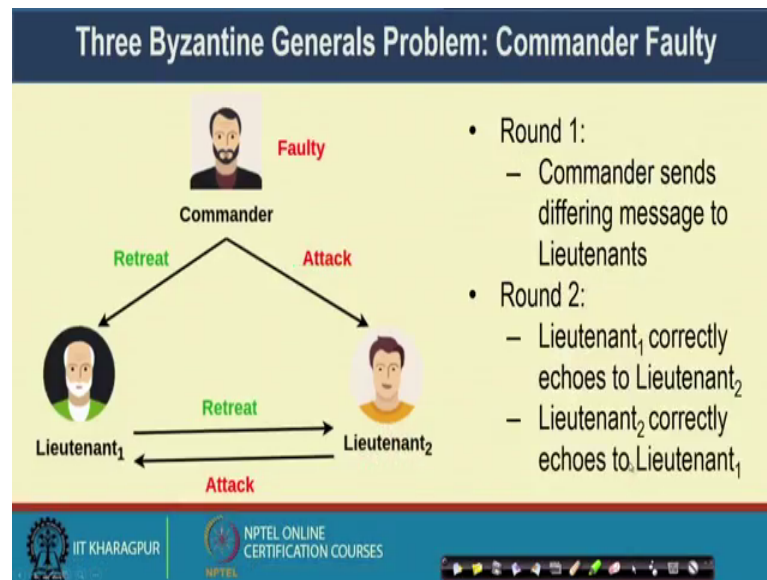 Three Byzantine Generals Problem: Commander Faulty
Faulty
Commander
Retreat
Attack
Lieutenant₁
Retreat
Lieutenant₂
Attack
• Round 1:
– Commander sends
differing message to
Lieutenants
• Round 2:
– Lieutenant₁ correctly
echoes to Lieutenant₂
– Lieutenant₂ correctly
echoes to Lieutenant₁
IIT KHARAGPUR
NPTEL ONLINE
CERTIFICATION COURSES
NPTEL